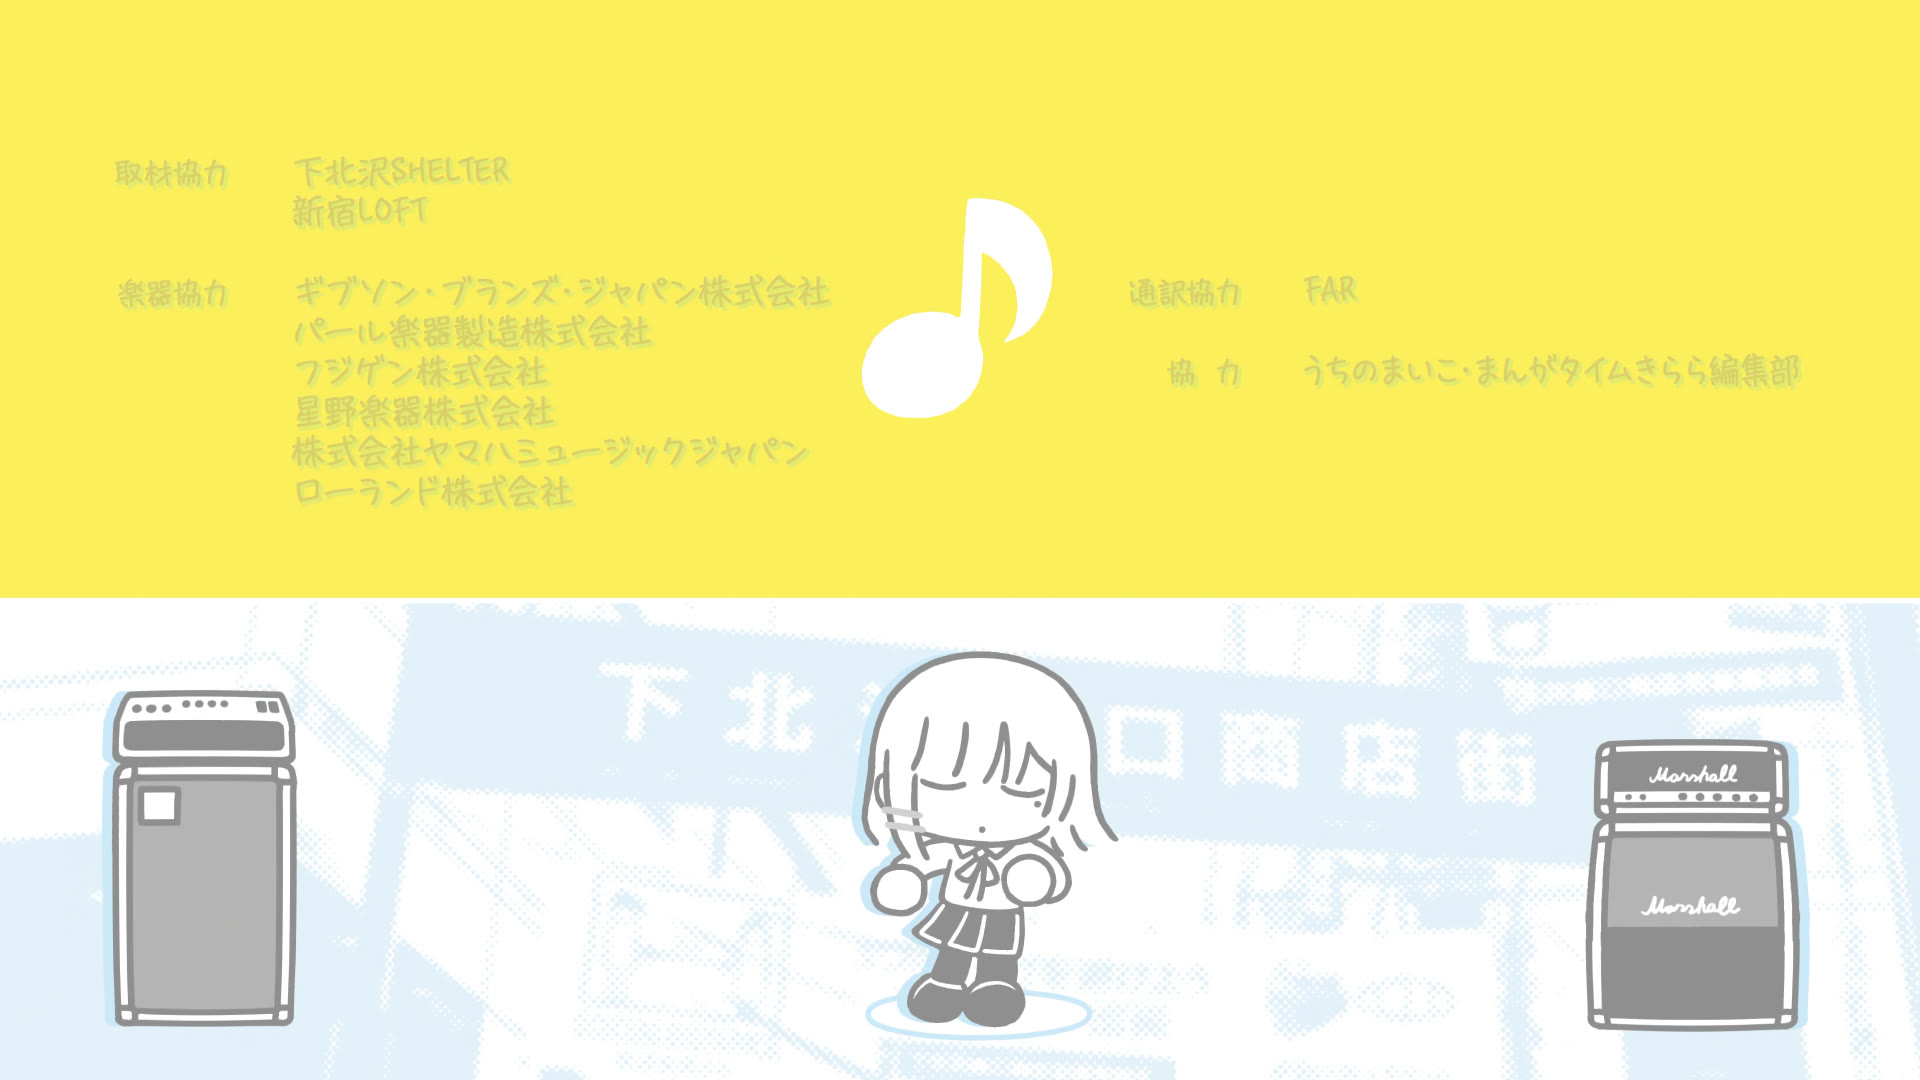 取材協力 下北沢SHELTER
新宿LOFT
楽器協力 ギブソン・ブランズ・ジャパン株式会社
パール楽器製造株式会社
フジゲン株式会社
星野楽器株式会社
株式会社ヤマハミュージックジャパン
ローランド株式会社
通訳協力 FAR
協力 うちのまいこ・まんがタイムきらら編集部
下北 口商店街
Marshall
Marshall